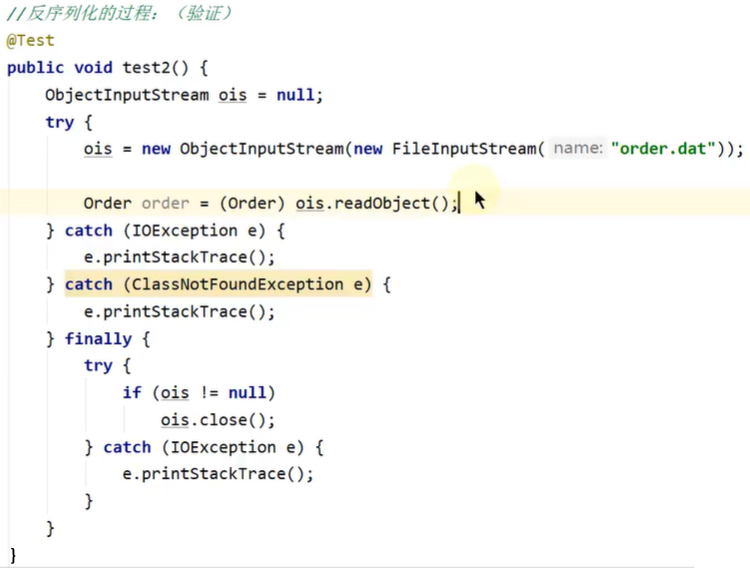 //反序列化的过程：（验证）
@Test
public void test2() {
    ObjectInputStream ois = null;
    try {
        ois = new ObjectInputStream(new FileInputStream( name: "order.dat"));
        Order order = (Order) ois.readObject();
    } catch (IOException e) {
        e.printStackTrace();
    } catch (ClassNotFoundException e) {
        e.printStackTrace();
    } finally {
        try {
            if (ois != null)
                ois.close();
        } catch (IOException e) {
            e.printStackTrace();
        }
    }
}